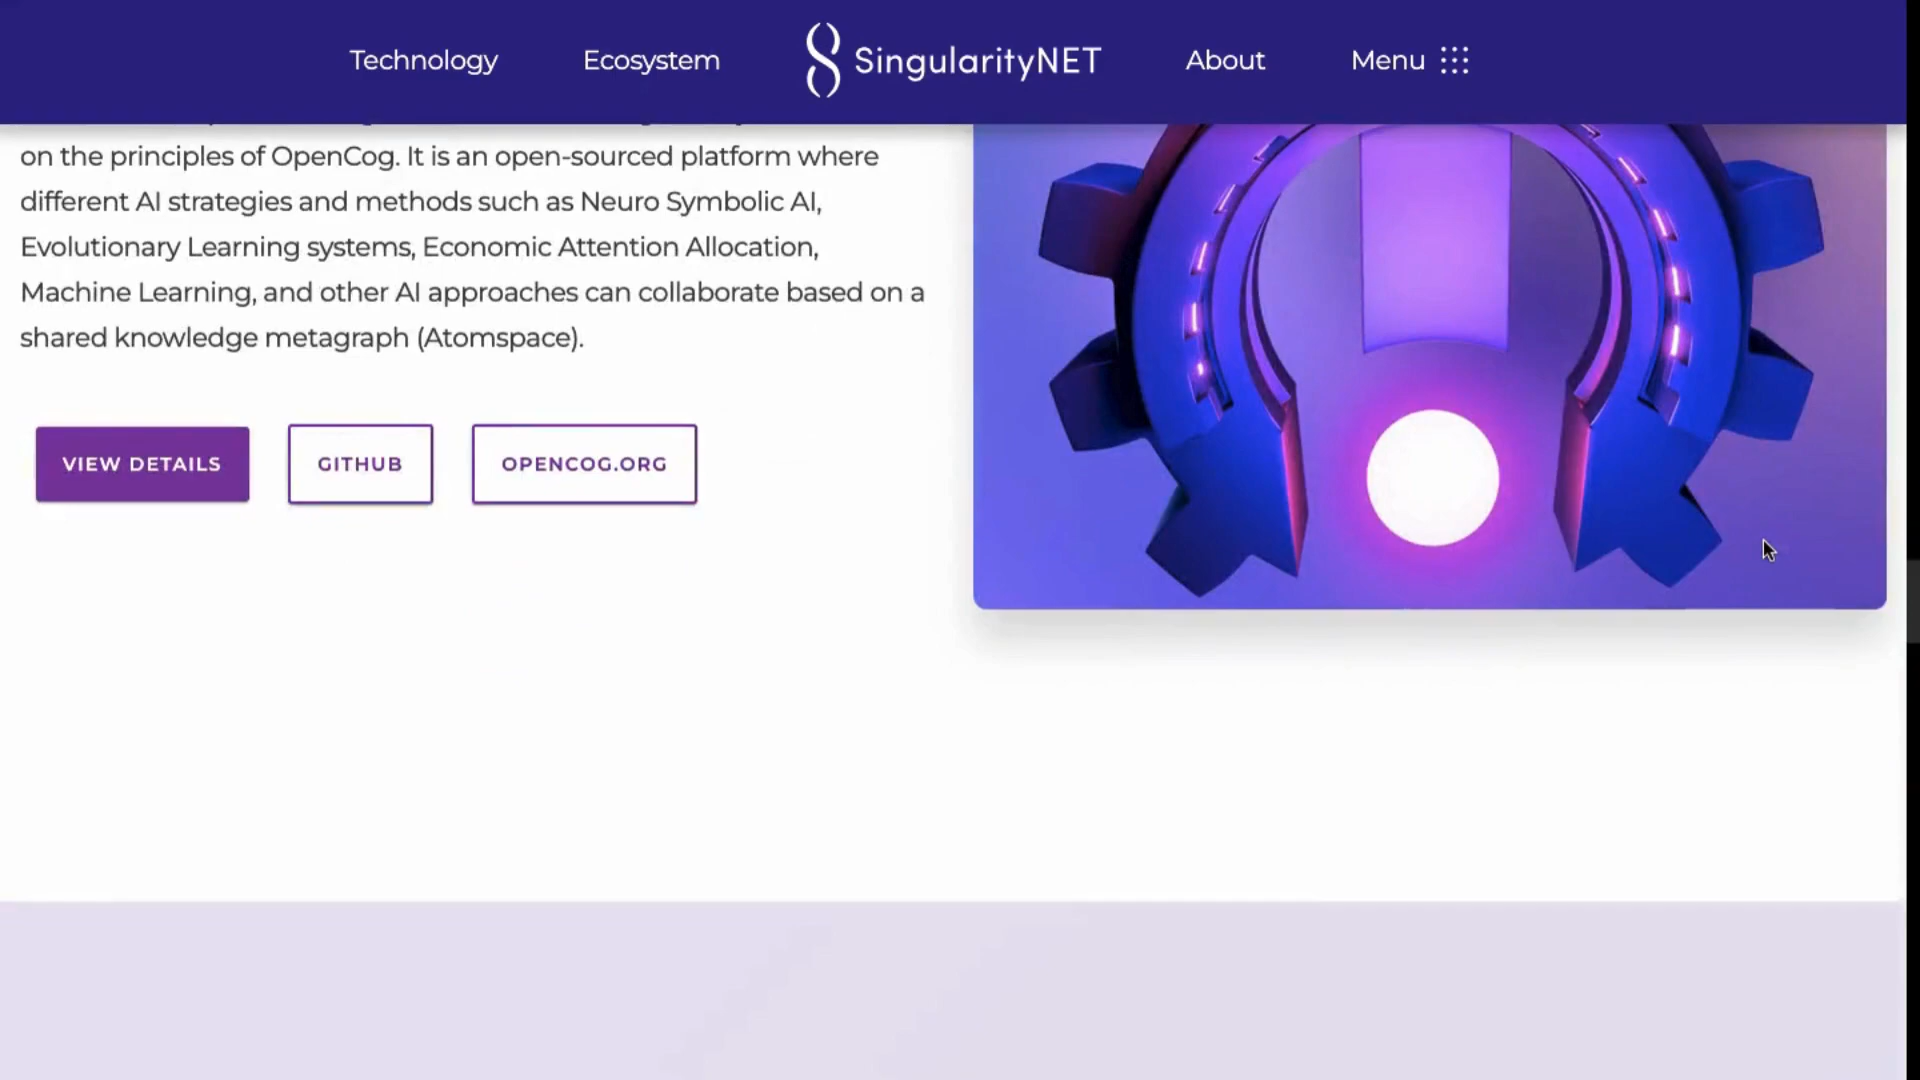 Technology
Ecosystem
SingularityNET
About
Menu
on the principles of OpenCog. It is an open-sourced platform where
different AI strategies and methods such as Neuro Symbolic AI,
Evolutionary Learning systems, Economic Attention Allocation,
Machine Learning, and other AI approaches can collaborate based on a
shared knowledge metagraph (Atomspace).
VIEW DETAILS
GITHUB
OPENCOG.ORG